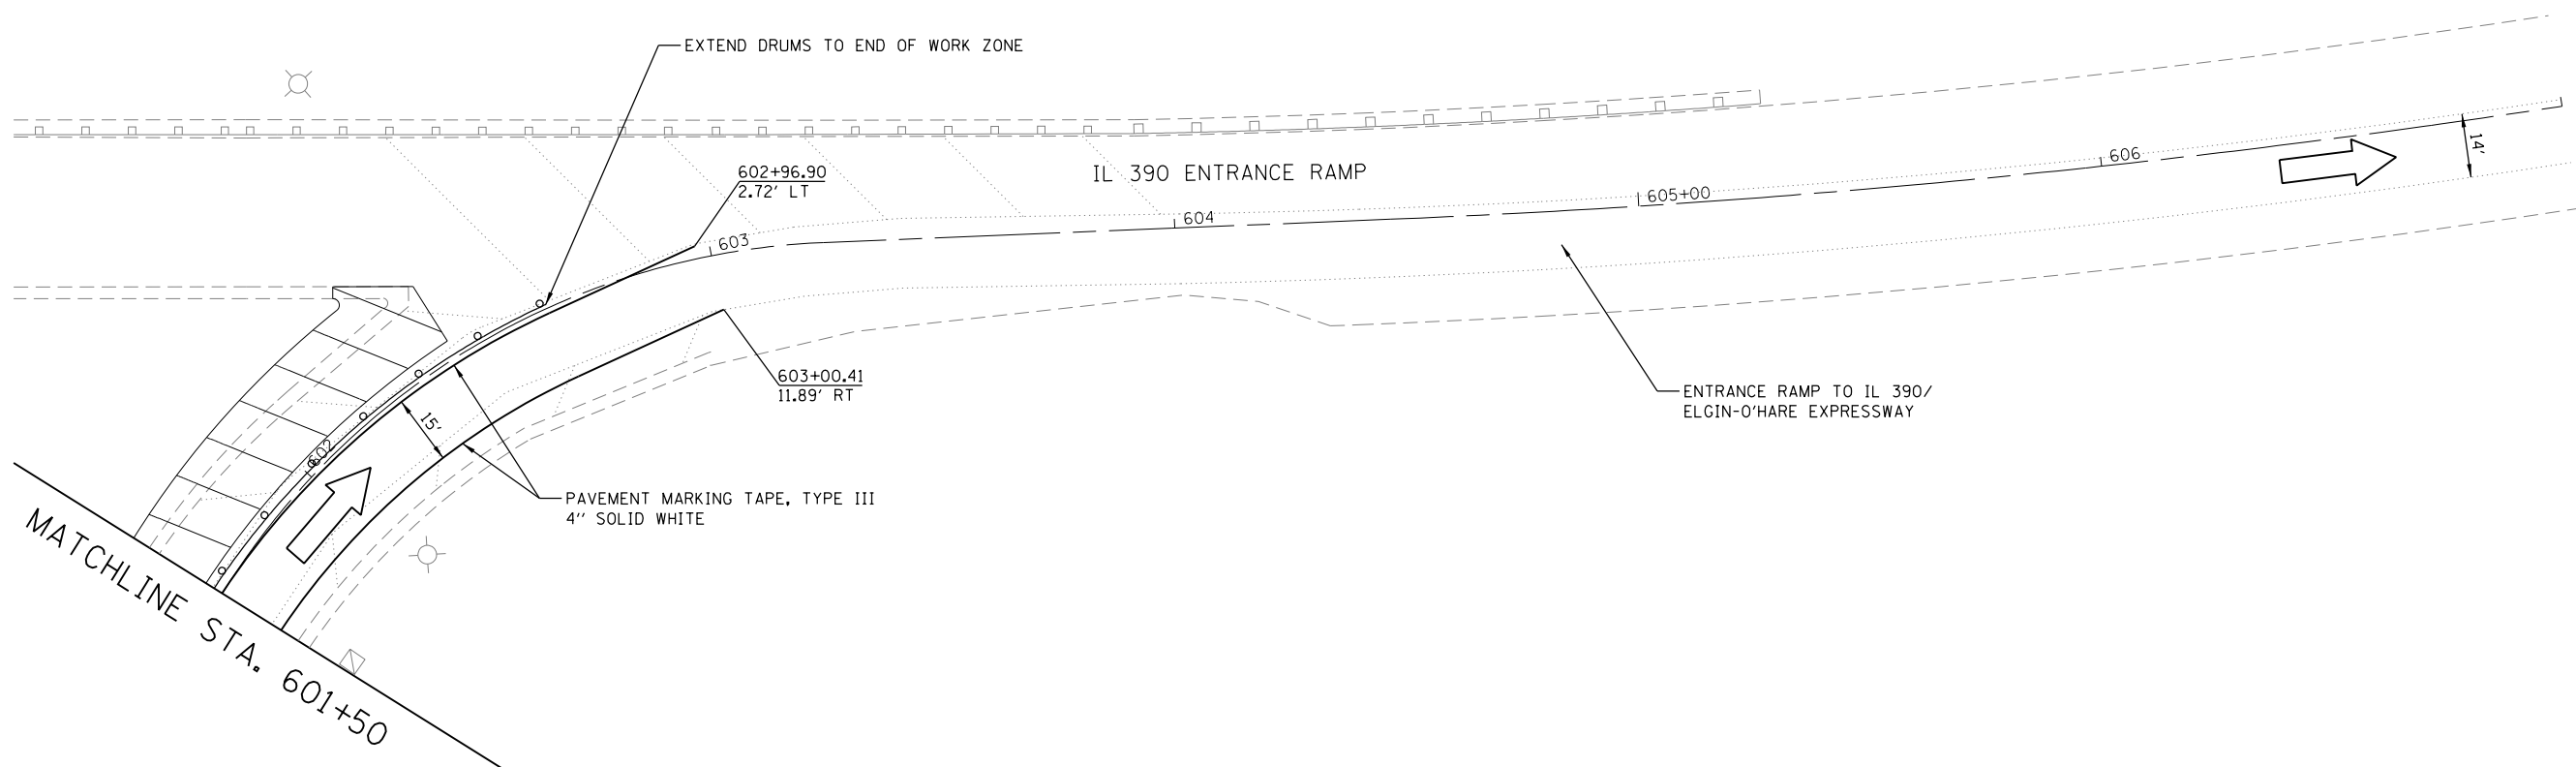 EXTEND DRUMS TO END OF WORK ZONE
602+96.90
2.72' LT
IL 390 ENTRANCE RAMP
603
604
605+00
606
14'
603+00.41
11.89' RT
ENTRANCE RAMP TO IL 390/
ELGIN-O'HARE EXPRESSWAY
15'
602
PAVEMENT MARKING TAPE, TYPE III
4'' SOLID WHITE
MATCHLINE STA. 601+50